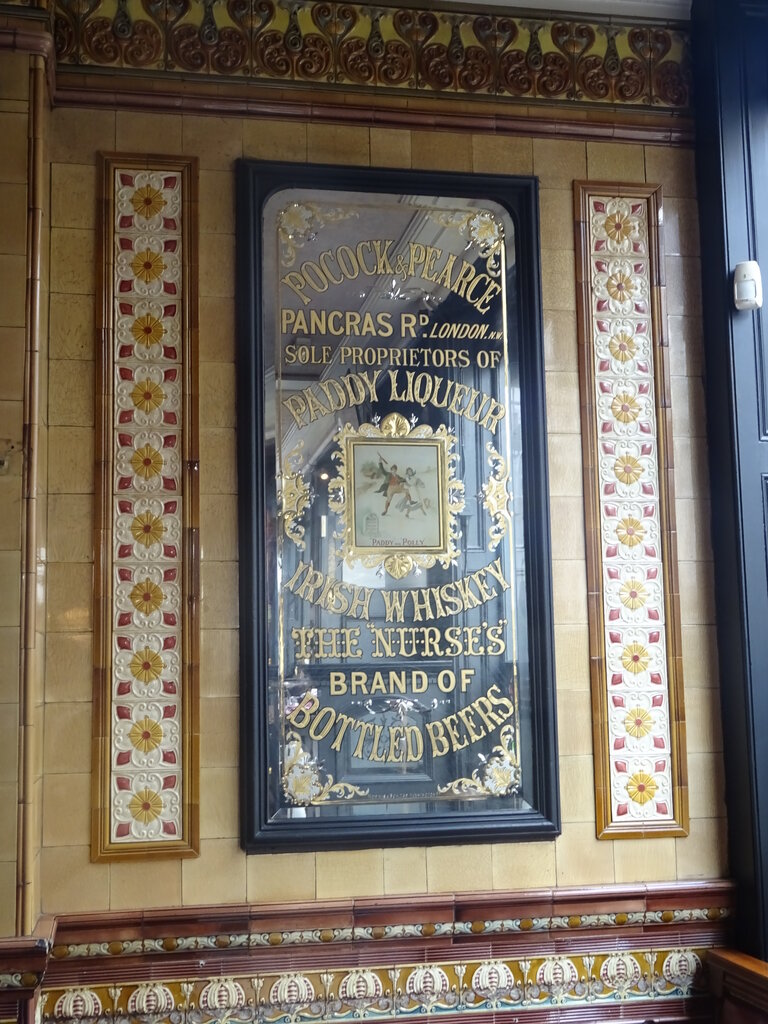 POCOCK & PEARCE
PANCRAS RD. LONDON. N.W.
SOLE PROPRIETORS OF
PADDY LIQUEUR
PADDY AND POLLY
IRISH WHISKEY
THE "NURSE'S"
BRAND OF
BOTTLED BEERS